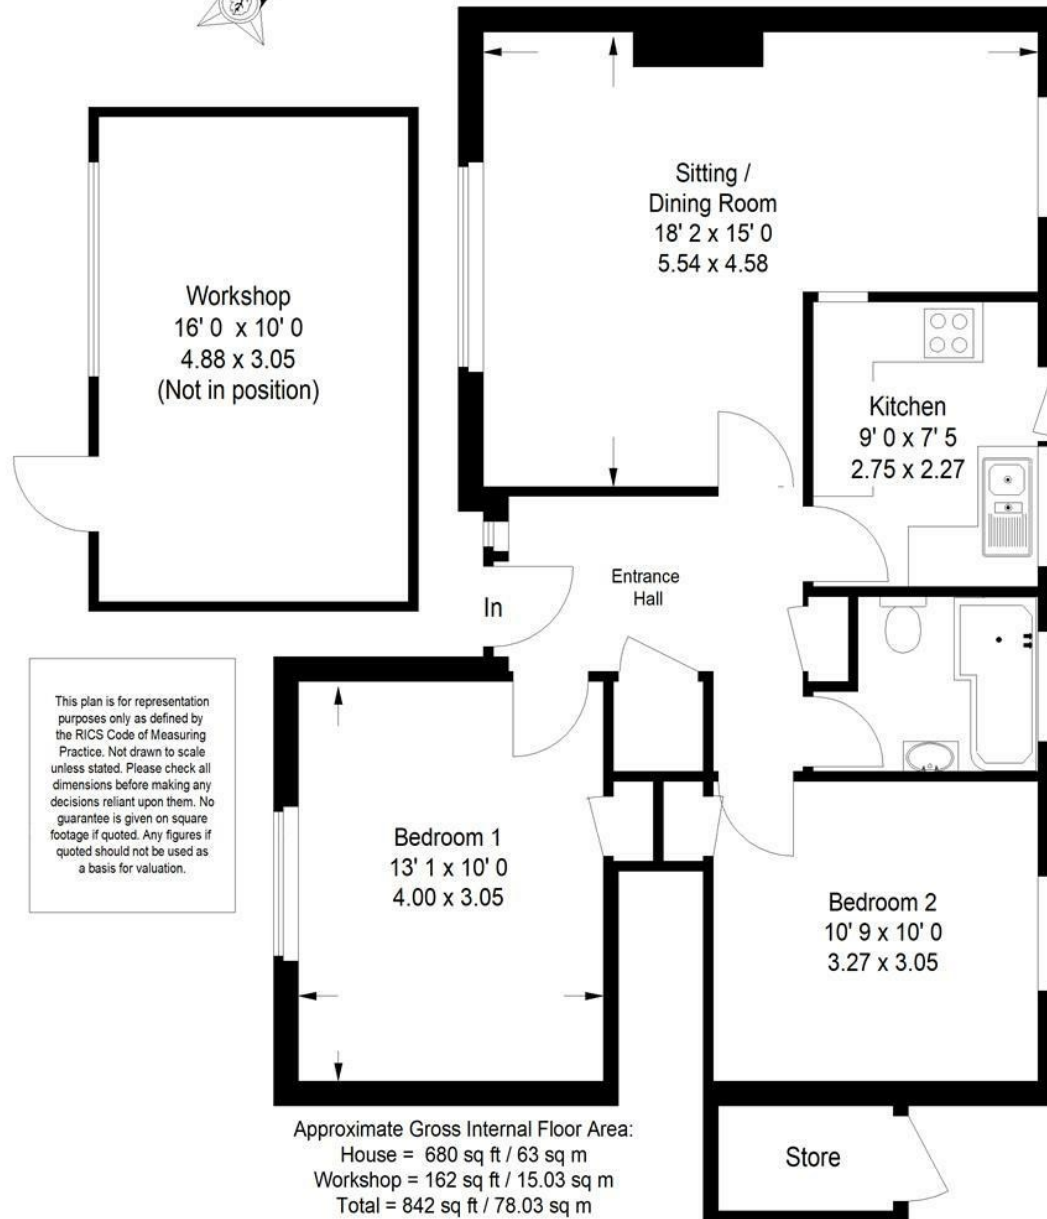 Sitting /
Dining Room
18' 2 x 15' 0
5.54 x 4.58
Workshop
16' 0 x 10' 0
4.88 x 3.05
(Not in position)
Kitchen
9' 0 x 7' 5
2.75 x 2.27
Entrance
Hall
In
This plan is for representation
purposes only as defined by
the RICS Code of Measuring
Practice. Not drawn to scale
unless stated. Please check all
dimensions before making any
decisions reliant upon them. No
guarantee is given on square
footage if quoted. Any figures if
quoted should not be used as
a basis for valuation.
Bedroom 1
13' 1 x 10' 0
4.00 x 3.05
Bedroom 2
10' 9 x 10' 0
3.27 x 3.05
Approximate Gross Internal Floor Area:
House = 680 sq ft / 63 sq m
Workshop = 162 sq ft / 15.03 sq m
Total = 842 sq ft / 78.03 sq m
Store